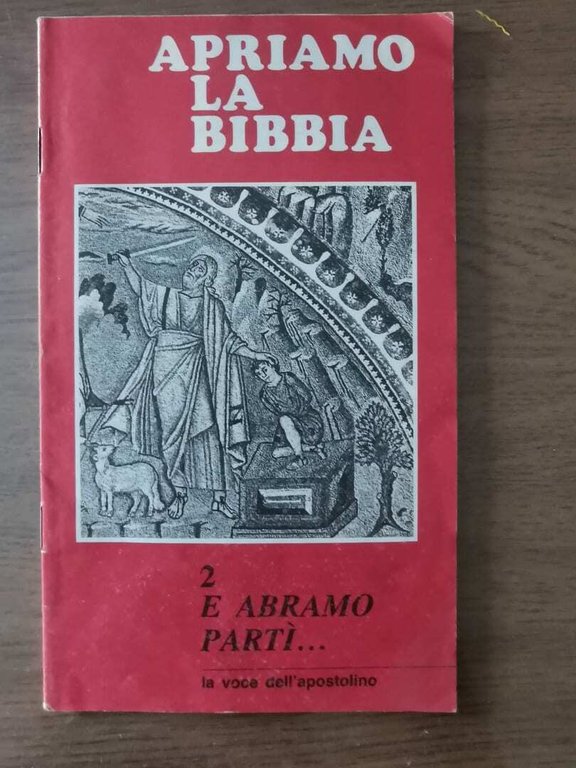 APRIAMO
LA
BIBBIA
2
E ABRAMO
PARTÌ...
la voce dell'apostolino